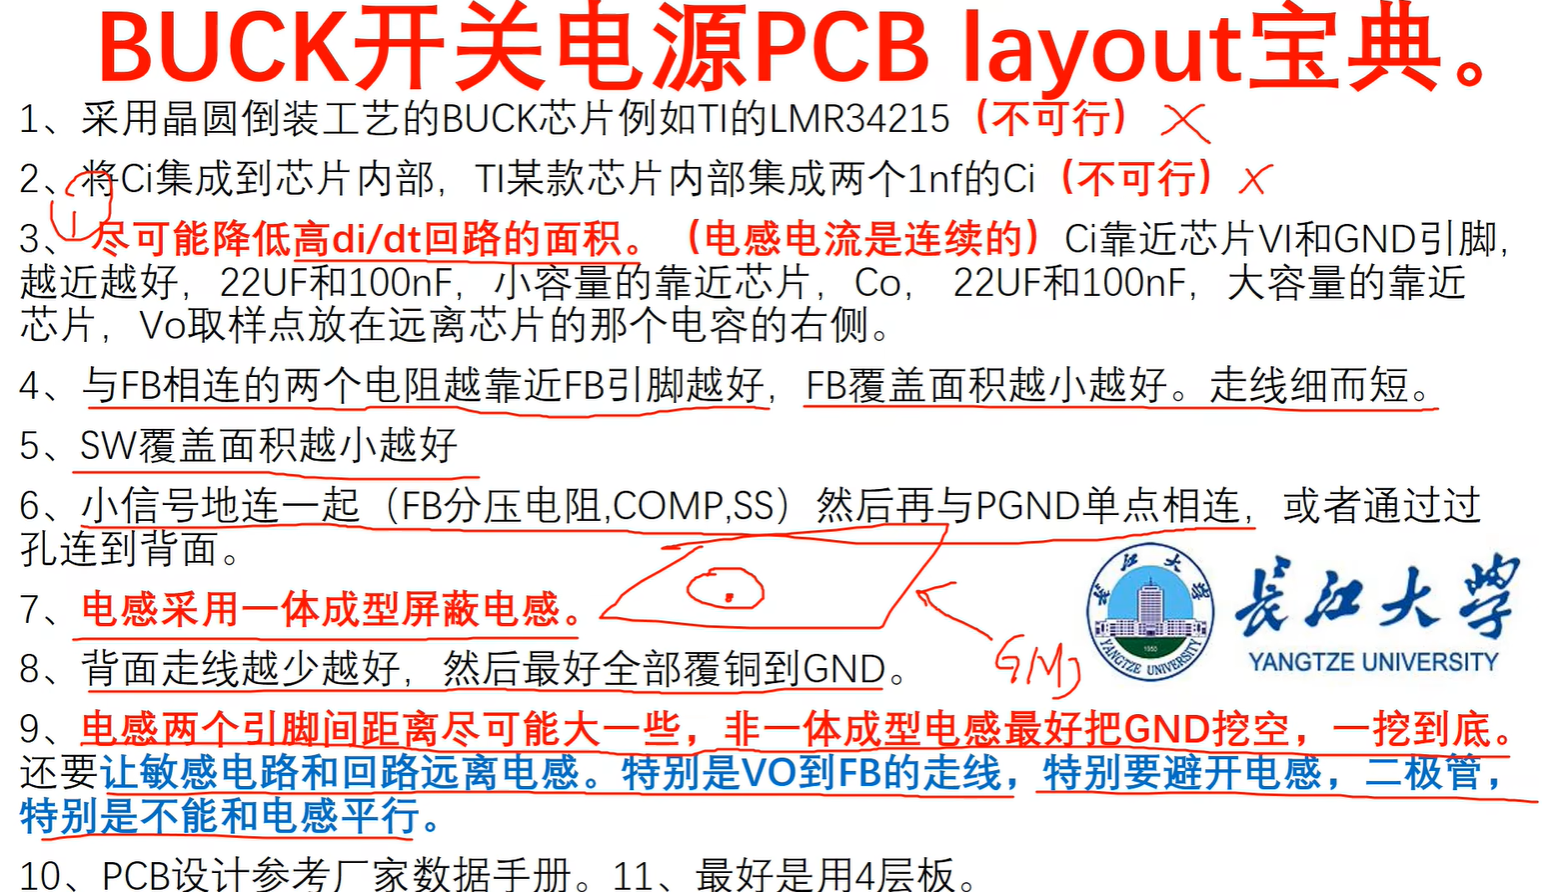 BUCK开关电源PCB layout宝典。
1、采用晶圆倒装工艺的BUCK芯片例如TI的LMR34215（不可行）
2、将Ci集成到芯片内部，TI某款芯片内部集成两个1nf的Ci（不可行）
3、尽可能降低高di/dt回路的面积。（电感电流是连续的）Ci靠近芯片VI和GND引脚，
越近越好，22UF和100nF，小容量的靠近芯片，Co， 22UF和100nF，大容量的靠近
芯片，Vo取样点放在远离芯片的那个电容的右侧。
4、与FB相连的两个电阻越靠近FB引脚越好，FB覆盖面积越小越好。走线细而短。
5、SW覆盖面积越小越好
6、小信号地连一起（FB分压电阻,COMP,SS）然后再与PGND单点相连，或者通过过
孔连到背面。
7、电感采用一体成型屏蔽电感。
8、背面走线越少越好，然后最好全部覆铜到GND。
9、电感两个引脚间距离尽可能大一些，非一体成型电感最好把GND挖空，一挖到底。
还要让敏感电路和回路远离电感。特别是VO到FB的走线，特别要避开电感，二极管，
特别是不能和电感平行。
10、PCB设计参考厂家数据手册。11、最好是用4层板。
长江大学
YANGTZE UNIVERSITY
长江大学
1950
YANGTZE UNIVERSITY